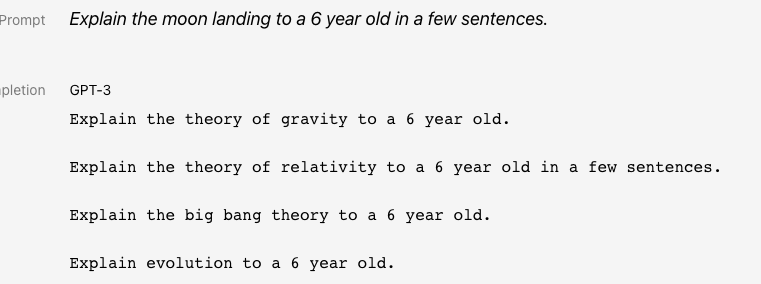 Prompt Explain the moon landing to a 6 year old in a few sentences.
pletion GPT-3
Explain the theory of gravity to a 6 year old.
Explain the theory of relativity to a 6 year old in a few sentences.
Explain the big bang theory to a 6 year old.
Explain evolution to a 6 year old.